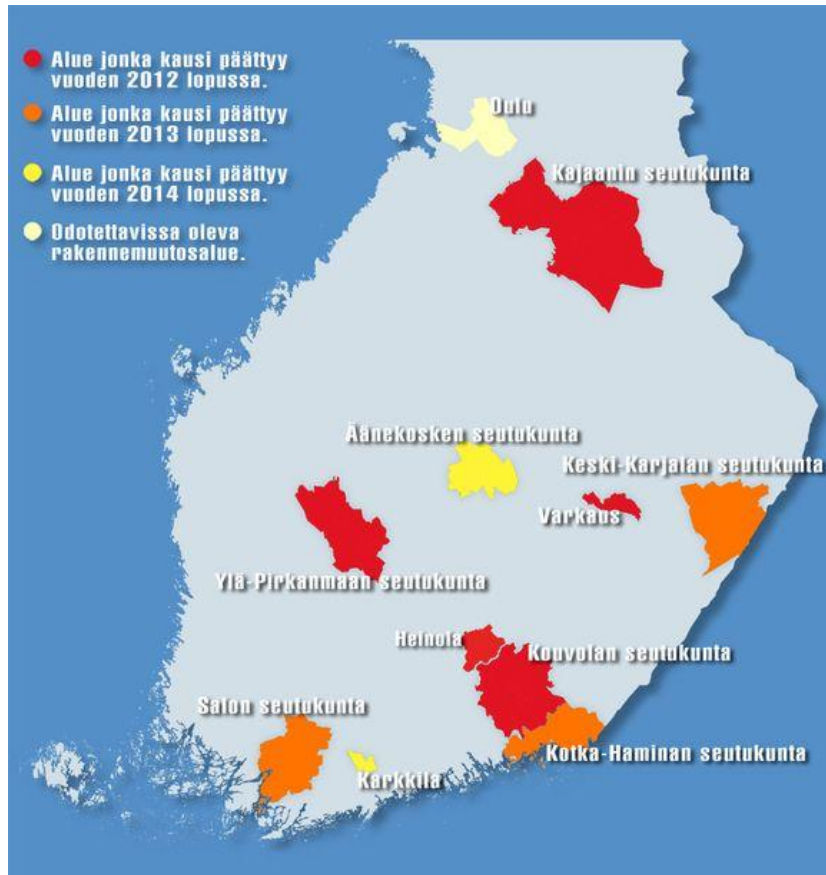 Alue jonka kausi päättyy
vuoden 2012 lopussa.
Alue jonka kausi päättyy
vuoden 2013 lopussa.
Alue jonka kausi päättyy
vuoden 2014 lopussa.
Odotettavissa oleva
rakennemuutosalue.
Oulu
Kajaanin seutukunta
Äänekosken seutukunta
Keski-Karjalan seutukunta
Varkaus
Ylä-Pirkanmaan seutukunta
Heinola
Kouvolan seutukunta
Salon seutukunta
Kotka-Haminan seutukunta
Karkkila